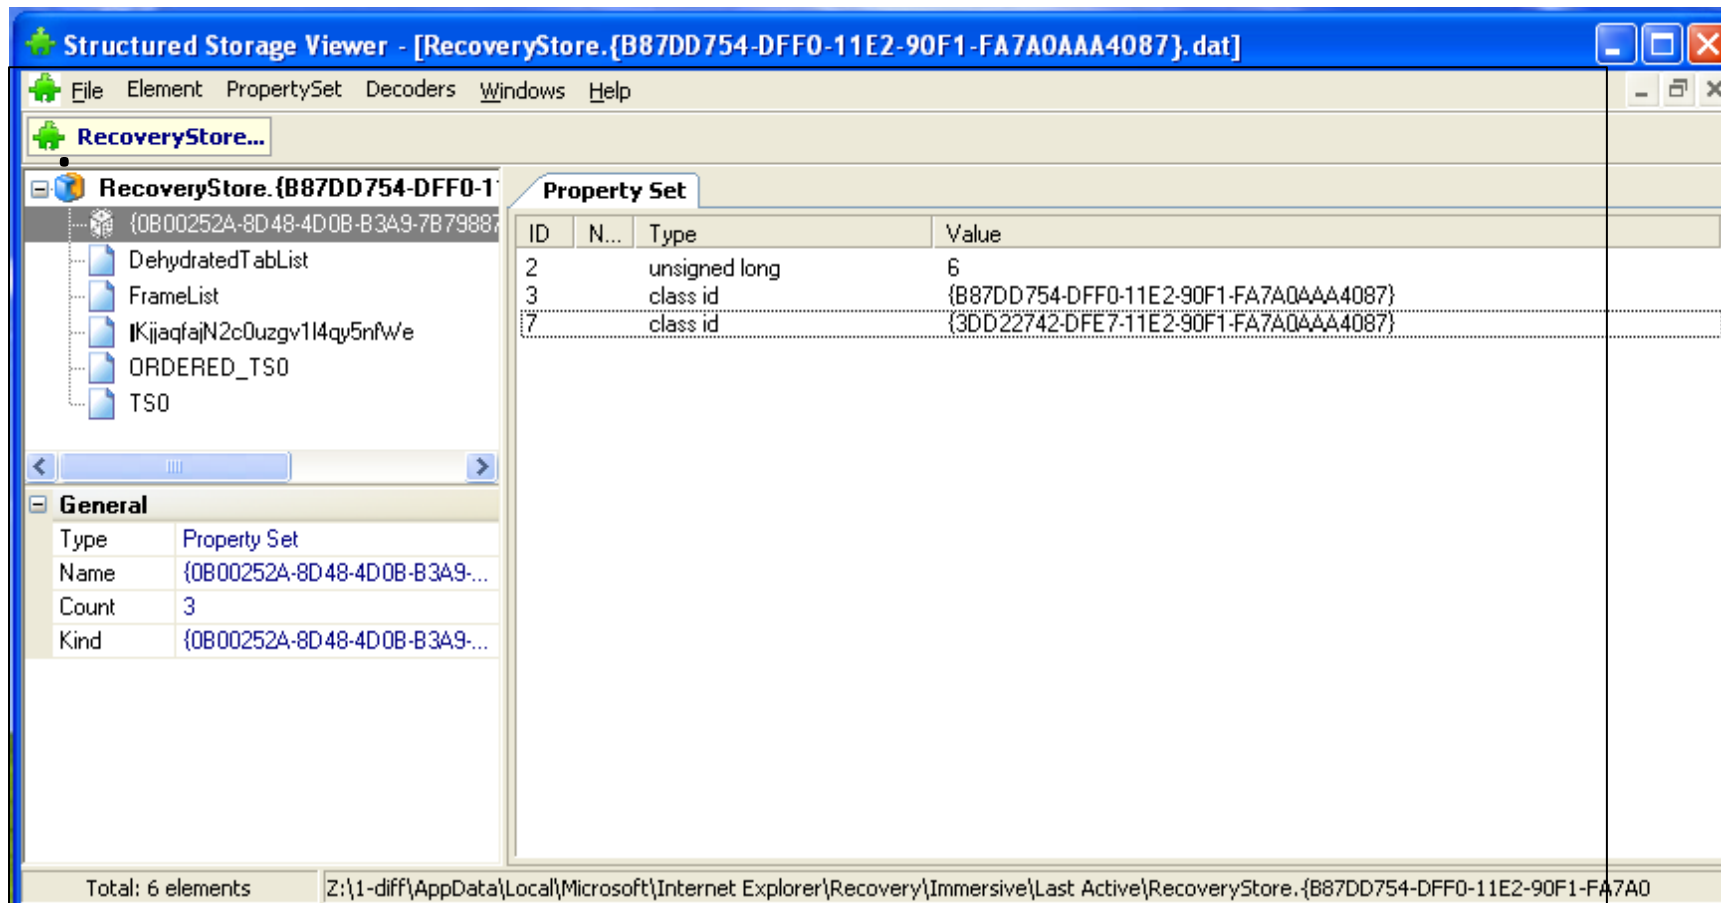 Structured Storage Viewer - [RecoveryStore.{B87DD754-DFF0-11E2-90F1-FA7A0AAA4087}.dat]
File Element PropertySet Decoders Windows Help
RecoveryStore...
RecoveryStore.{B87DD754-DFF0-1
{0B00252A-8D48-4D0B-B3A9-7B79887
DehydratedTabList
FrameList
ORDERED_TS0
TS0
Property Set
ID N... Type Value
2 unsigned long 6
3 class id {B87DD754-DFF0-11E2-90F1-FA7A0AAA4087}
7 class id {3DD22742-DFE7-11E2-90F1-FA7A0AAA4087}
General
Type Property Set
Name {0B00252A-8D48-4D0B-B3A9-...
Count 3
Kind {0B00252A-8D48-4D0B-B3A9-...
Total: 6 elements Z:\1-diff\AppData\Local\Microsoft\Internet Explorer\Recovery\Immersive\Last Active\RecoveryStore.{B87DD754-DFF0-11E2-90F1-FA7A0